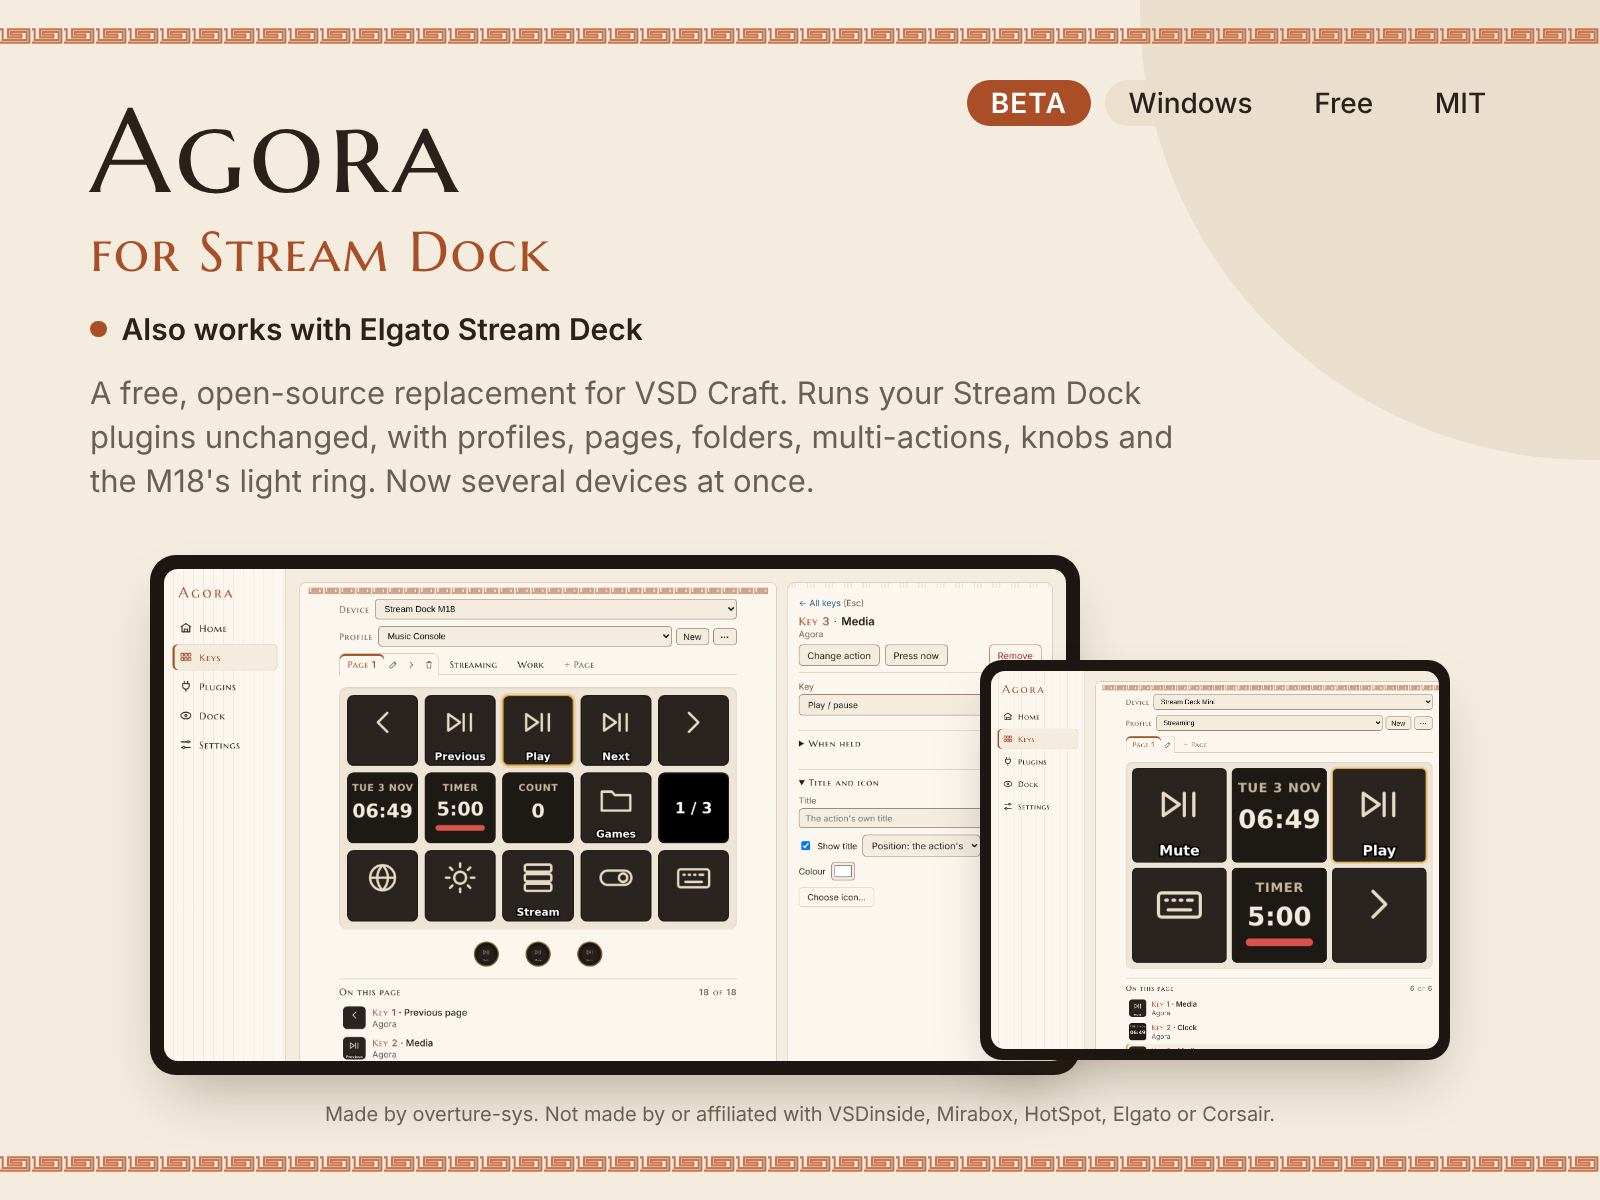 BETA Windows Free MIT
Agora
for Stream Dock
Also works with Elgato Stream Deck
A free, open-source replacement for VSD Craft. Runs your Stream Dock
plugins unchanged, with profiles, pages, folders, multi-actions, knobs and
the M18's light ring. Now several devices at once.
Agora
Home
Keys
Plugins
Dock
Settings
Device Stream Dock M18
Profile Music Console New ...
Page 1 Streaming Work + Page
Previous Play Next
TUE 3 NOV TIMER COUNT
06:49 5:00 0 Games 1 / 3
Stream
On this page 18 of 18
Key 1 · Previous page
Agora
Key 2 · Media
Agora
← All keys (Esc)
Key 3 · Media
Agora
Change action Press now Remove
Key
Play / pause
When held
Title and icon
Title
The action's own title
Show title Position: the action's
Colour
Choose icon...
Agora
Home
Keys
Plugins
Dock
Settings
Device Stream Deck Mini
Profile Streaming New ...
Page 1 + Page
Mute TUE 3 NOV 06:49 Play
TIMER
5:00
On this page 6 of 6
Key 1 · Media
Agora
Key 2 · Clock
Agora
Made by overture-sys. Not made by or affiliated with VSDinside, Mirabox, HotSpot, Elgato or Corsair.